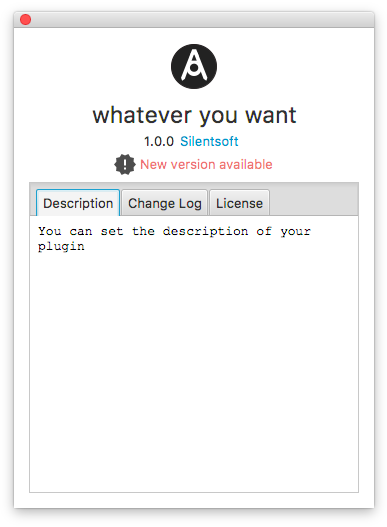 whatever you want
1.0.0 Silentsoft
New version available
Description Change Log License
You can set the description of your
plugin